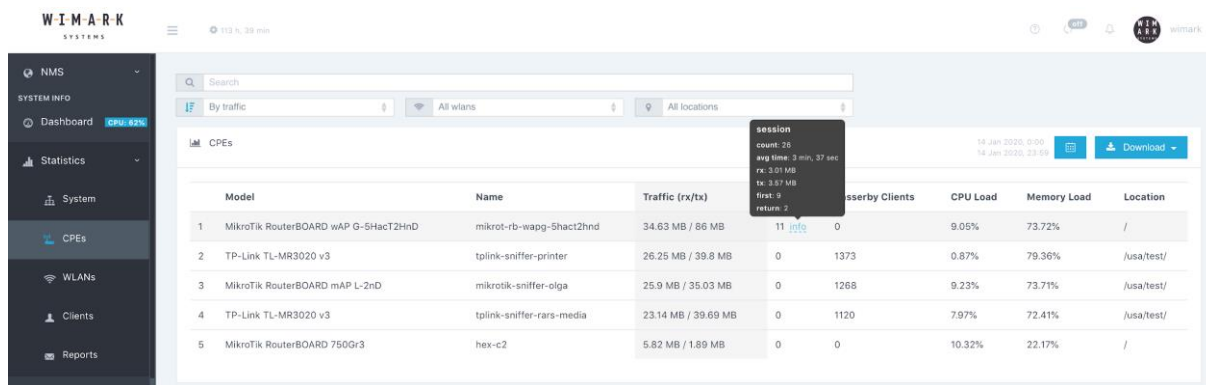 W·I·M·A·R·K
SYSTEMS
113 h, 28 min
off
WIM
ARK
SYSTEMS
wimark
NMS
SYSTEM INFO
Dashboard CPU: 62%
Statistics
System
CPEs
WLANs
Clients
Reports
Search
By traffic All wlans All locations
CPEs
14 Jan 2020, 0:00
14 Jan 2020, 23:59
Download
session
count: 26
avg time: 3 min, 37 sec
rx: 3.01 MB
tx: 3.57 MB
first: 9
return: 2
Model Name Traffic (rx/tx) asserby Clients CPU Load Memory Load Location
1 MikroTik RouterBOARD wAP G-5HacT2HnD mikrot-rb-wapg-5hact2hnd 34.63 MB / 86 MB 11 info 0 9.05% 73.72% /
2 TP-Link TL-MR3020 v3 tplink-sniffer-printer 26.25 MB / 39.8 MB 0 1373 0.87% 79.36% /usa/test/
3 MikroTik RouterBOARD mAP L-2nD mikrotik-sniffer-olga 25.9 MB / 35.03 MB 0 1268 9.23% 73.71% /usa/test/
4 TP-Link TL-MR3020 v3 tplink-sniffer-rars-media 23.14 MB / 39.69 MB 0 1120 7.97% 72.41% /usa/test/
5 MikroTik RouterBOARD 750Gr3 hex-c2 5.82 MB / 1.89 MB 0 0 10.32% 22.17% /